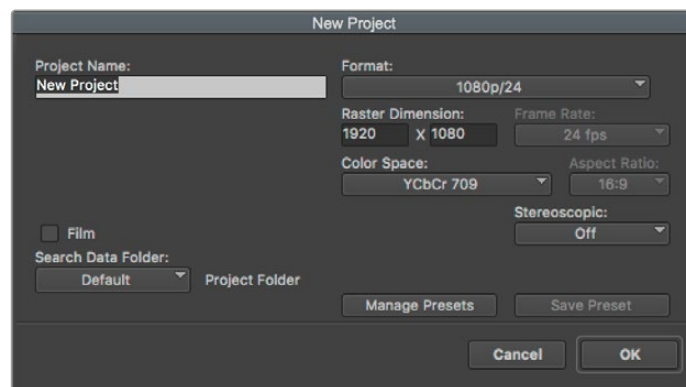 New Project
Project Name:
New Project
Format:
1080p/24
Raster Dimension:
1920 x 1080
Frame Rate:
24 fps
Color Space:
YCbCr 709
Aspect Ratio:
16:9
Stereoscopic:
Off
Film
Search Data Folder:
Default
Project Folder
Manage Presets
Save Preset
Cancel
OK